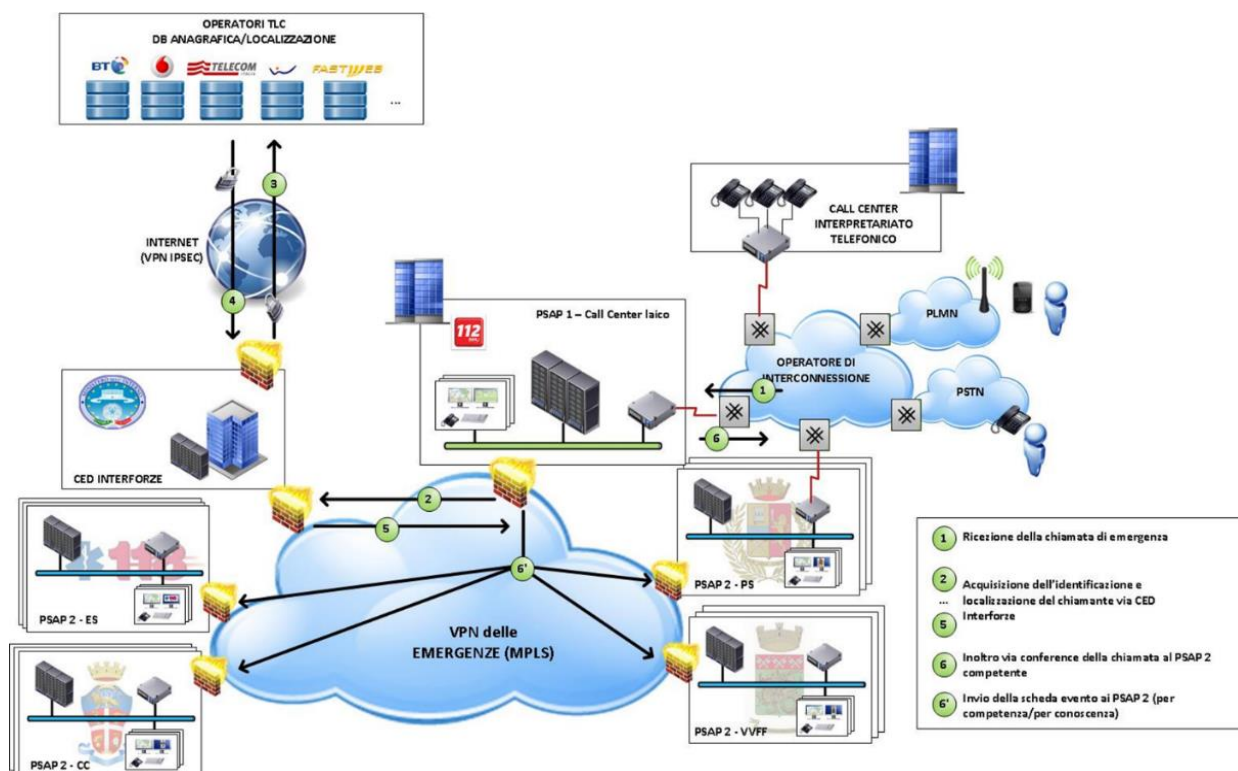 OPERATORI TLC
DB ANAGRAFICA/LOCALIZZAZIONE
BT
TELECOM
ITALIA
FASTWEB
...
3
INTERNET
(VPN IPSEC)
4
CALL CENTER
INTERPRETARIATO
TELEFONICO
PSAP 1 – Call Center laico
112
PLMN
OPERATORE DI
INTERCONNESSIONE
1
PSTN
6
CED INTERFORZE
2
5
118
PSAP 2 - ES
6'
PSAP 2 - PS
VPN delle
EMERGENZE (MPLS)
PSAP 2 - CC
PSAP 2 - VVFF
1 Ricezione della chiamata di emergenza
2 Acquisizione dell'identificazione e
... localizzazione del chiamante via CED
5 Interforze
6 Inoltro via conference della chiamata al PSAP 2
competente
6' Invio della scheda evento ai PSAP 2 (per
competenza/per conoscenza)